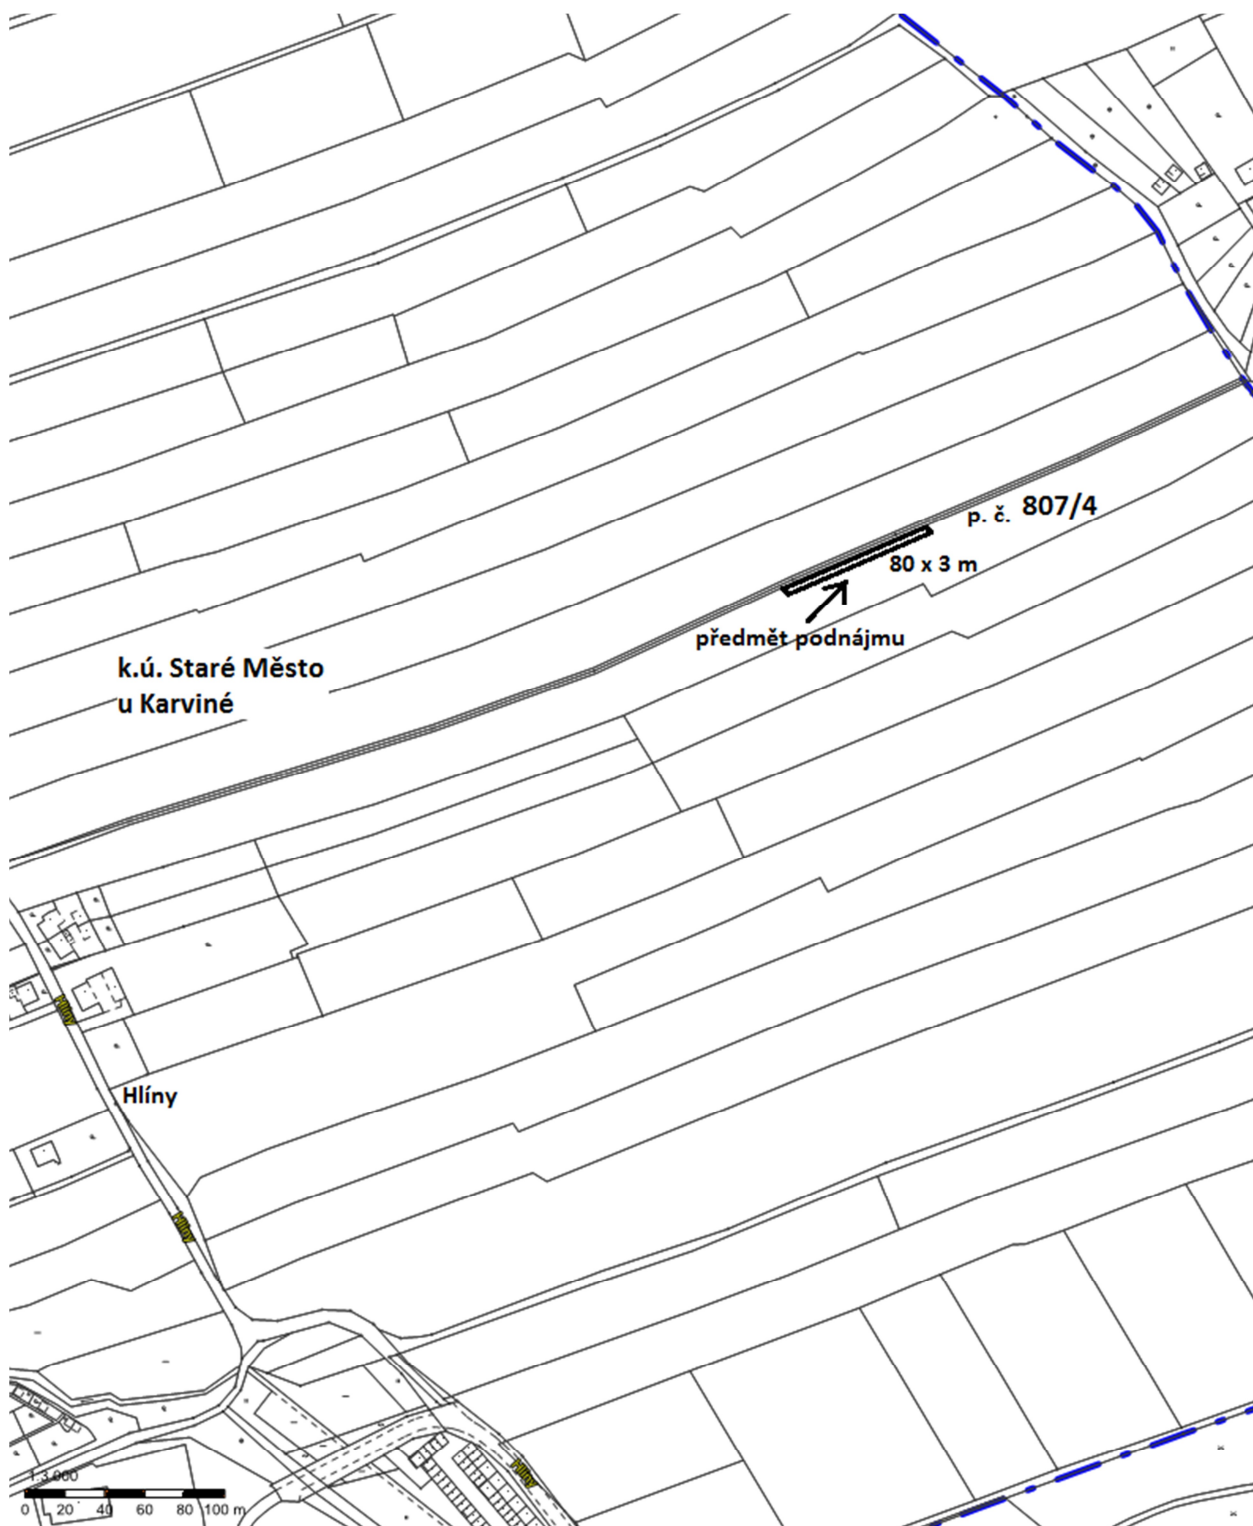 p. č. 807/4
80 x 3 m
předmět podnájmu
k.ú. Staré Město
u Karviné
Hlíny
Hlíny
Hlíny
Hlíny
1:3 000
0 20 40 60 80 100 m